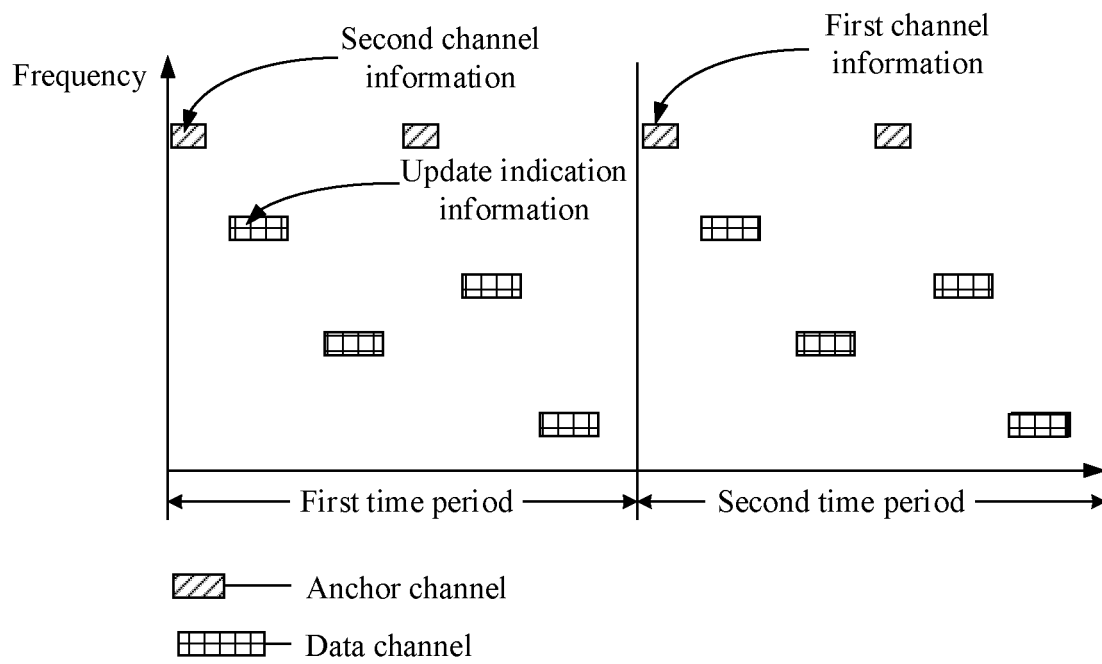 Second channel
information
First channel
information
Frequency
Update indication
information
First time period
Second time period
Anchor channel
Data channel